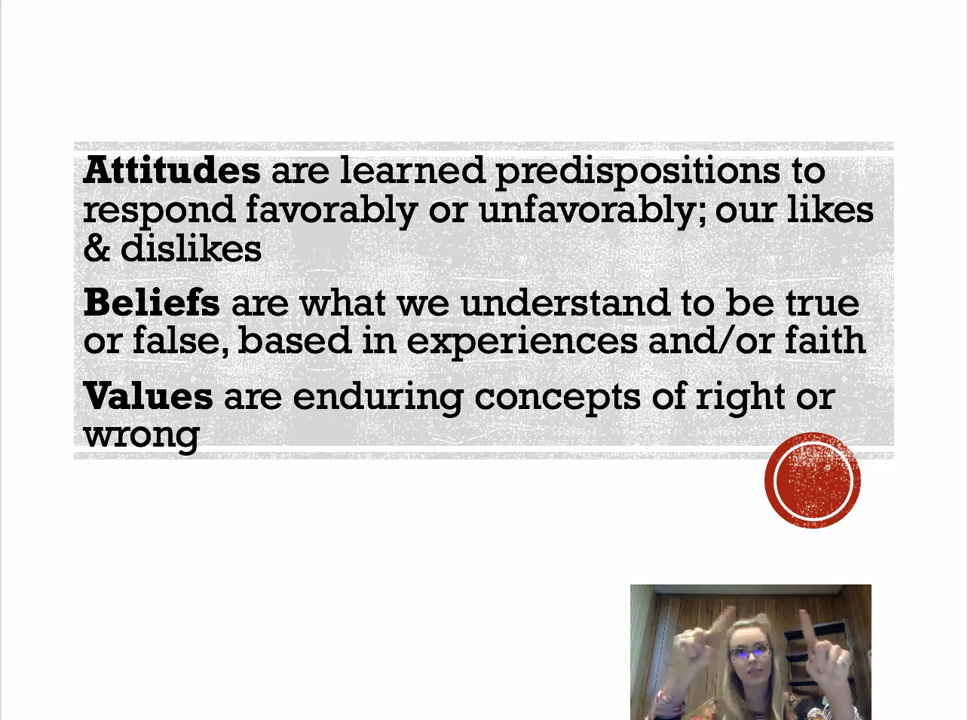 Attitudes are learned predispositions to
respond favorably or unfavorably; our likes
& dislikes
Beliefs are what we understand to be true
or false, based in experiences and/or faith
Values are enduring concepts of right or
wrong